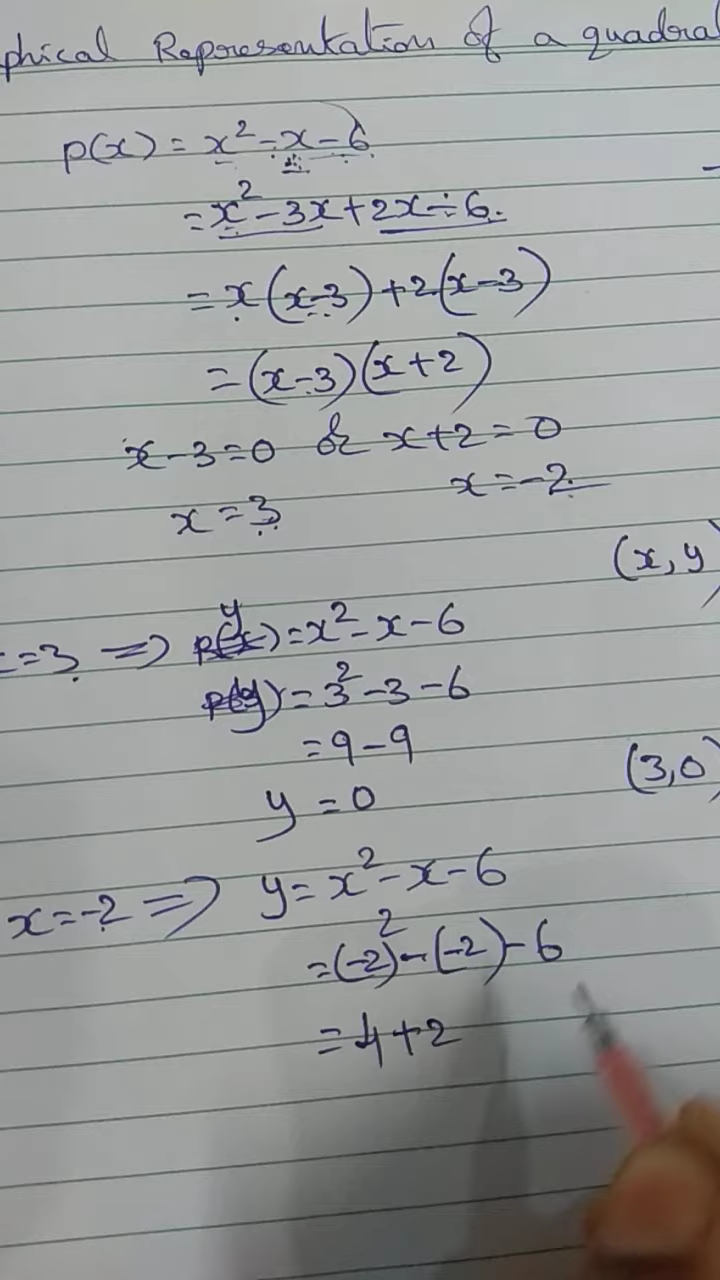 phical Representation of a quadra
p(x) = x² - x - 6
= x² - 3x + 2x - 6
= x(x-3) + 2(x-3)
= (x-3)(x+2)
x-3=0 & x+2=0
x=3 x=-2
(x, y)
=3 ⇒ y = x² - x - 6
= 3² - 3 - 6
= 9 - 9
(3,0)
y = 0
x=-2 ⇒ y = x² - x - 6
= (-2)² - (-2) - 6
= 4 + 2